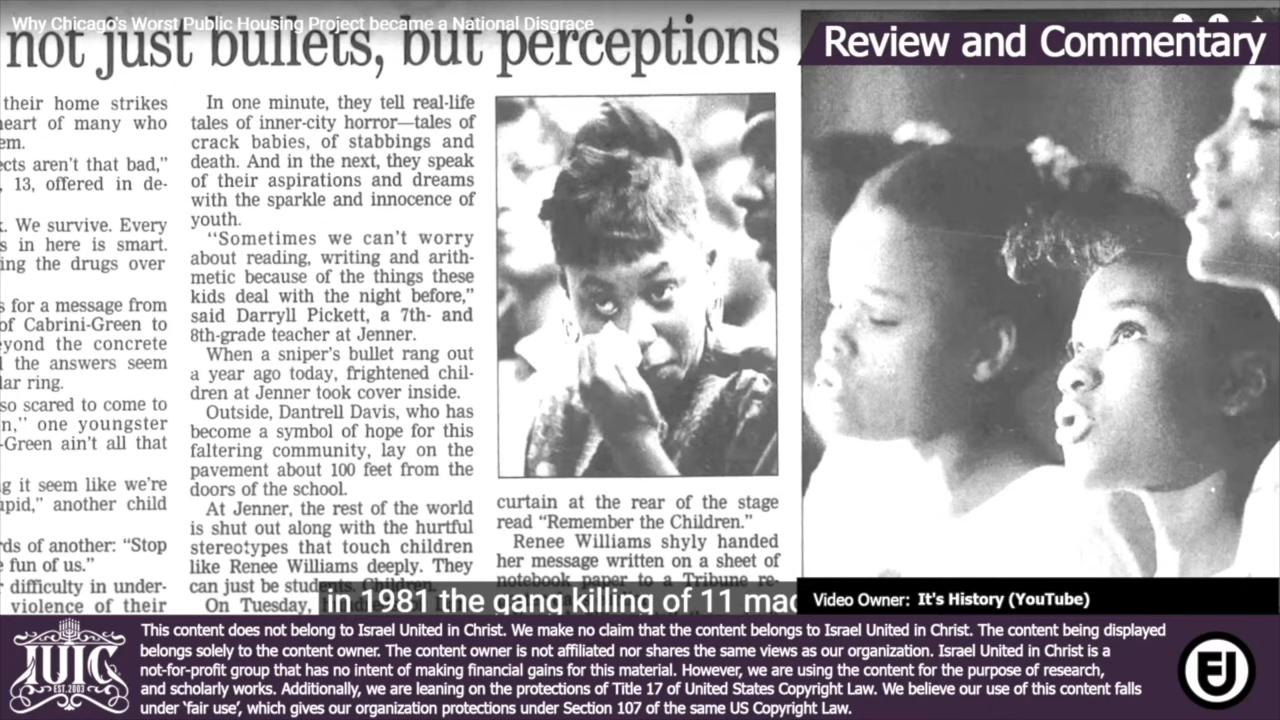 Why Chicago's Worst Public Housing Project became a National Disgrace
not just bullets, but perceptions
Review and Commentary
their home strikes
heart of many who
em.
ects aren't that bad,"
, 13, offered in de-
. We survive. Every
s in here is smart.
ing the drugs over
s for a message from
of Cabrini-Green to
eyond the concrete
the answers seem
lar ring.
so scared to come to
n," one youngster
-Green ain't all that
g it seem like we're
upid," another child
rds of another: "Stop
fun of us."
difficulty in under-
violence of their
In one minute, they tell real-life
tales of inner-city horror—tales of
crack babies, of stabbings and
death. And in the next, they speak
of their aspirations and dreams
with the sparkle and innocence of
youth.
"Sometimes we can't worry
about reading, writing and arith-
metic because of the things these
kids deal with the night before,"
said Darryll Pickett, a 7th- and
8th-grade teacher at Jenner.
When a sniper's bullet rang out
a year ago today, frightened chil-
dren at Jenner took cover inside.
Outside, Dantrell Davis, who has
become a symbol of hope for this
faltering community, lay on the
pavement about 100 feet from the
doors of the school.
At Jenner, the rest of the world
is shut out along with the hurtful
stereotypes that touch children
like Renee Williams deeply. They
can just be students. Children.
On Tuesday,
curtain at the rear of the stage
read "Remember the Children."
Renee Williams shyly handed
her message written on a sheet of
notebook paper to a Tribune re-
in 1981 the gang killing of 11 mad
Video Owner: It's History (YouTube)
IUIC
EST. 2003
This content does not belong to Israel United in Christ. We make no claim that the content belongs to Israel United in Christ. The content being displayed
belongs solely to the content owner. The content owner is not affiliated nor shares the same views as our organization. Israel United in Christ is a
not-for-profit group that has no intent of making financial gains for this material. However, we are using the content for the purpose of research,
and scholarly works. Additionally, we are leaning on the protections of Title 17 of United States Copyright Law. We believe our use of this content falls
under 'fair use', which gives our organization protections under Section 107 of the same US Copyright Law.